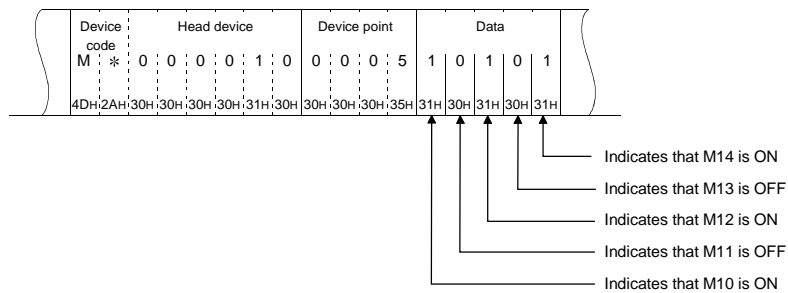 Device code Head device Device point Data
M * 0 0 0 0 1 0 0 0 0 5 1 0 1 0 1
4DH 2AH 30H 30H 30H 30H 31H 30H 30H 30H 30H 35H 31H 30H 31H 30H 31H
Indicates that M14 is ON
Indicates that M13 is OFF
Indicates that M12 is ON
Indicates that M11 is OFF
Indicates that M10 is ON